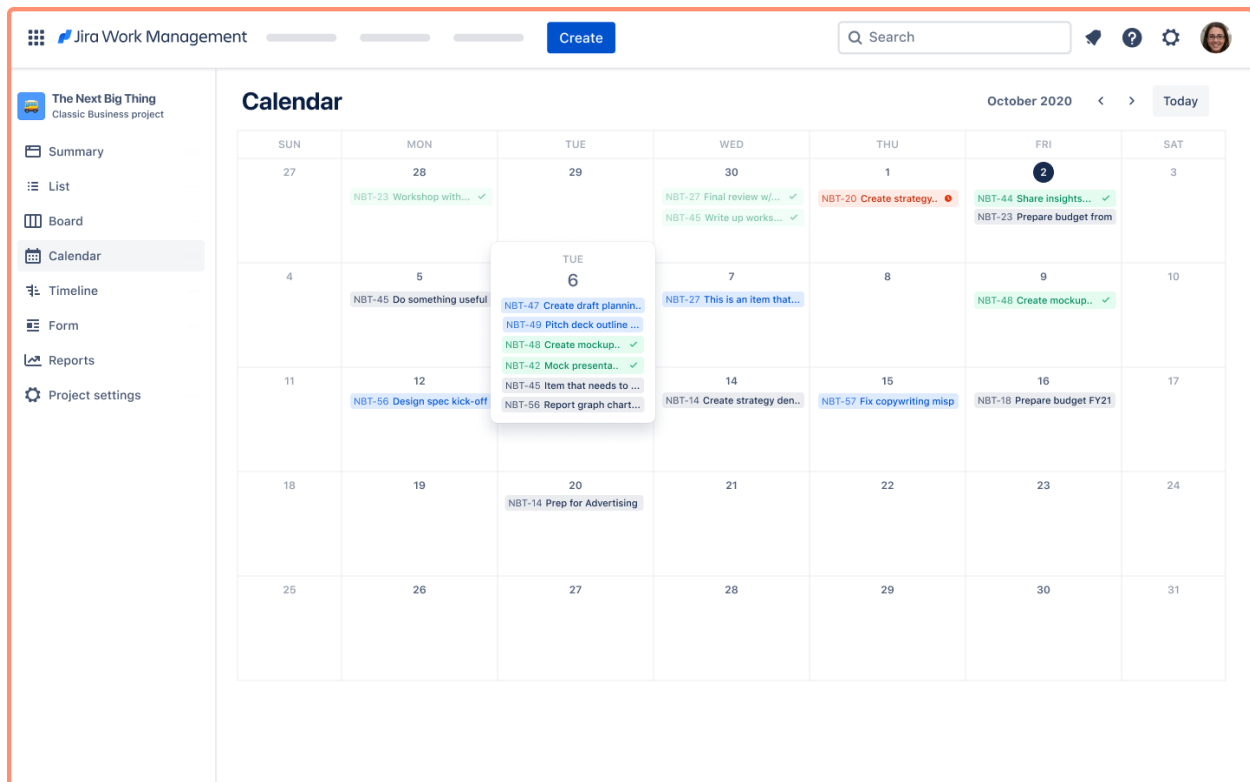 Jira Work Management
Create
Search
The Next Big Thing
Classic Business project
Summary
List
Board
Calendar
Timeline
Form
Reports
Project settings
Calendar
October 2020
Today
SUN MON TUE WED THU FRI SAT
27 28 29 30 1 2 3
NBT-23 Workshop with...
NBT-27 Final review w/...
NBT-45 Write up works...
NBT-20 Create strategy..
NBT-44 Share insights...
NBT-23 Prepare budget from
4 5 7 8 9 10
NBT-45 Do something useful
TUE
6
NBT-47 Create draft plannin..
NBT-49 Pitch deck outline ...
NBT-48 Create mockup..
NBT-42 Mock presenta..
NBT-45 Item that needs to ...
NBT-56 Report graph chart...
NBT-27 This is an item that...
NBT-48 Create mockup..
11 12 14 15 16 17
NBT-56 Design spec kick-off
NBT-14 Create strategy den..
NBT-57 Fix copywriting misp
NBT-18 Prepare budget FY21
18 19 20 21 22 23 24
NBT-14 Prep for Advertising
25 26 27 28 29 30 31